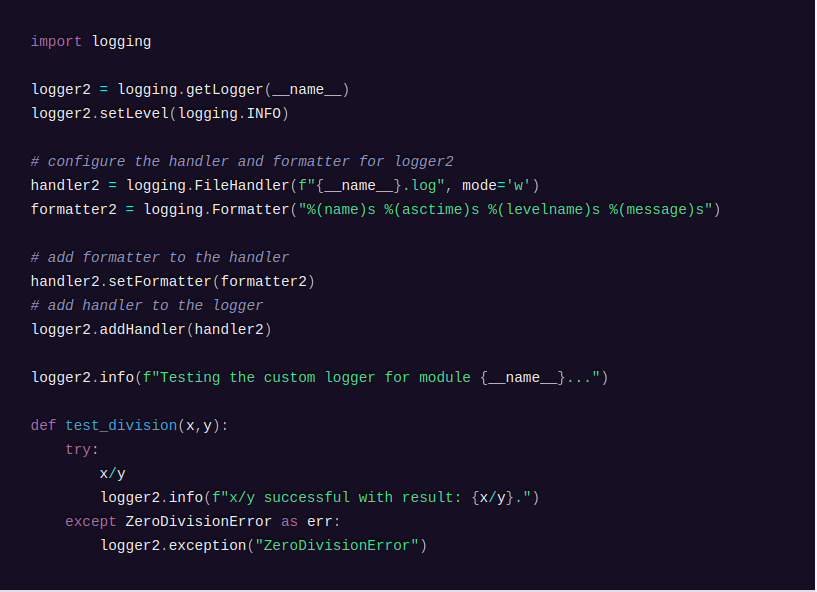 import logging

logger2 = logging.getLogger(__name__)
logger2.setLevel(logging.INFO)

# configure the handler and formatter for logger2
handler2 = logging.FileHandler(f"{__name__}.log", mode='w')
formatter2 = logging.Formatter("%(name)s %(asctime)s %(levelname)s %(message)s")

# add formatter to the handler
handler2.setFormatter(formatter2)
# add handler to the logger
logger2.addHandler(handler2)

logger2.info(f"Testing the custom logger for module {__name__}...")

def test_division(x,y):
    try:
        x/y
        logger2.info(f"x/y successful with result: {x/y}.")
    except ZeroDivisionError as err:
        logger2.exception("ZeroDivisionError")